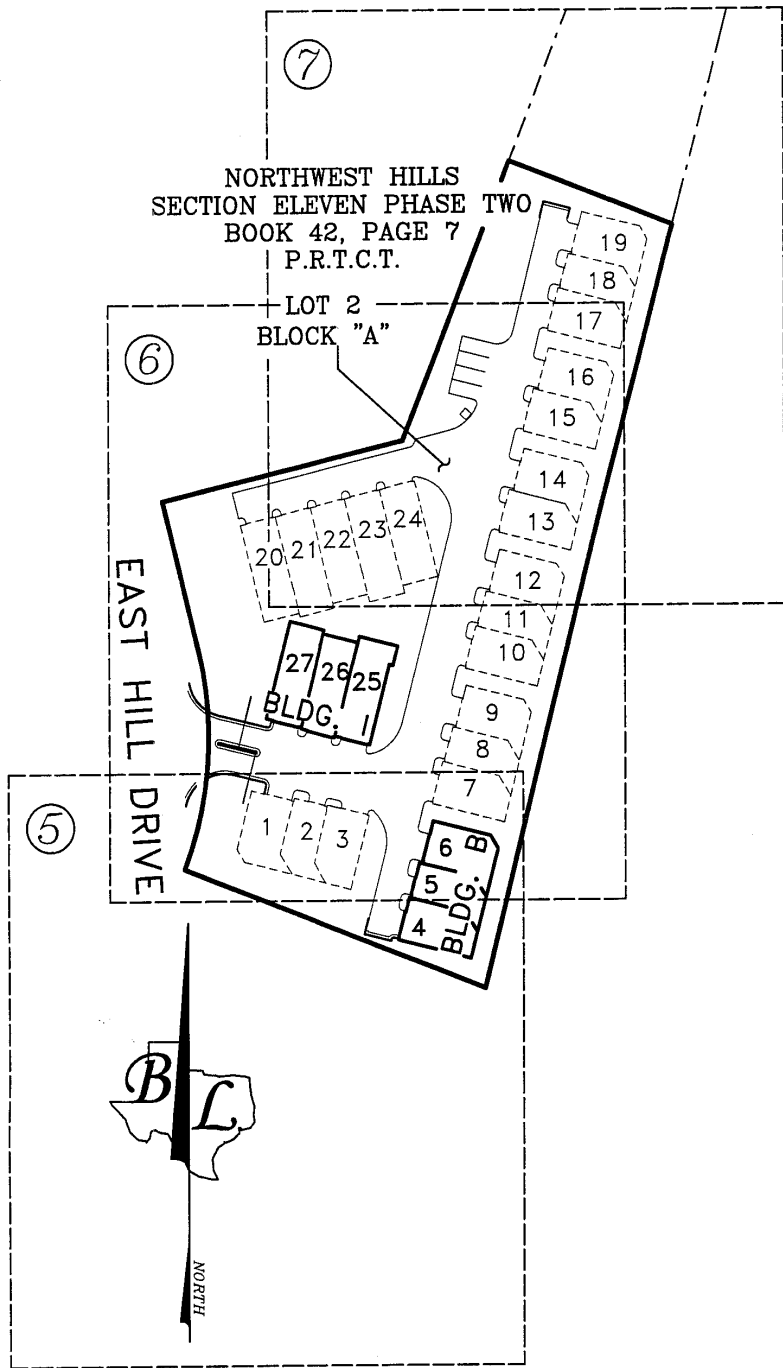 7
NORTHWEST HILLS
SECTION ELEVEN PHASE TWO
BOOK 42, PAGE 7
P.R.T.C.T.
LOT 2
BLOCK "A"
6
19
18
17
16
15
14
13
12
11
10
9
8
7
24
23
22
21
20
27
26
25
BLDG. I
EAST HILL DRIVE
5
1
2
3
6
5
4
BLDG. B
B L
NORTH